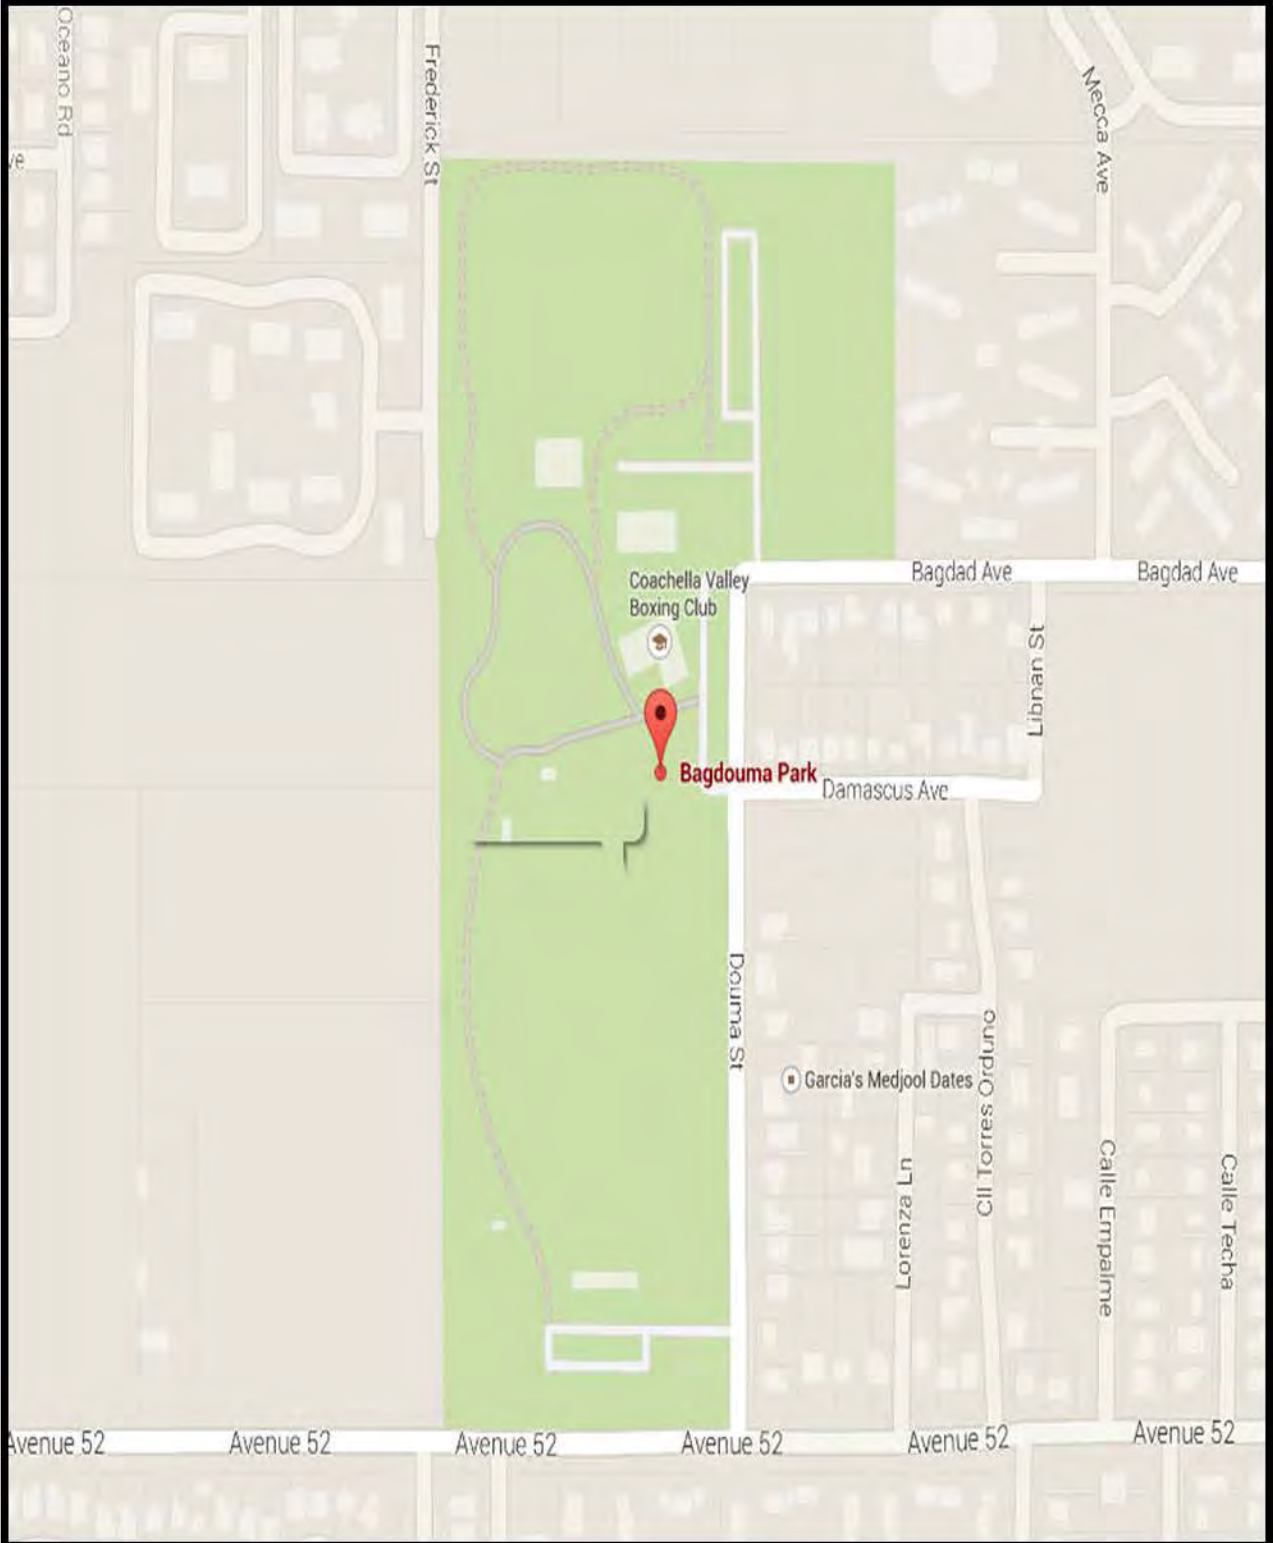 Oceano Rd
Frederick St
Mecca Ave
Bagdad Ave
Bagdad Ave
Coachella Valley
Boxing Club
Libnan St
Bagdouma Park
Damascus Ave
Douma St
Garcia's Medjool Dates
Cll Torres Orduno
Lorenza Ln
Calle Empalme
Calle Techa
Avenue 52
Avenue 52
Avenue 52
Avenue 52
Avenue 52
Avenue 52